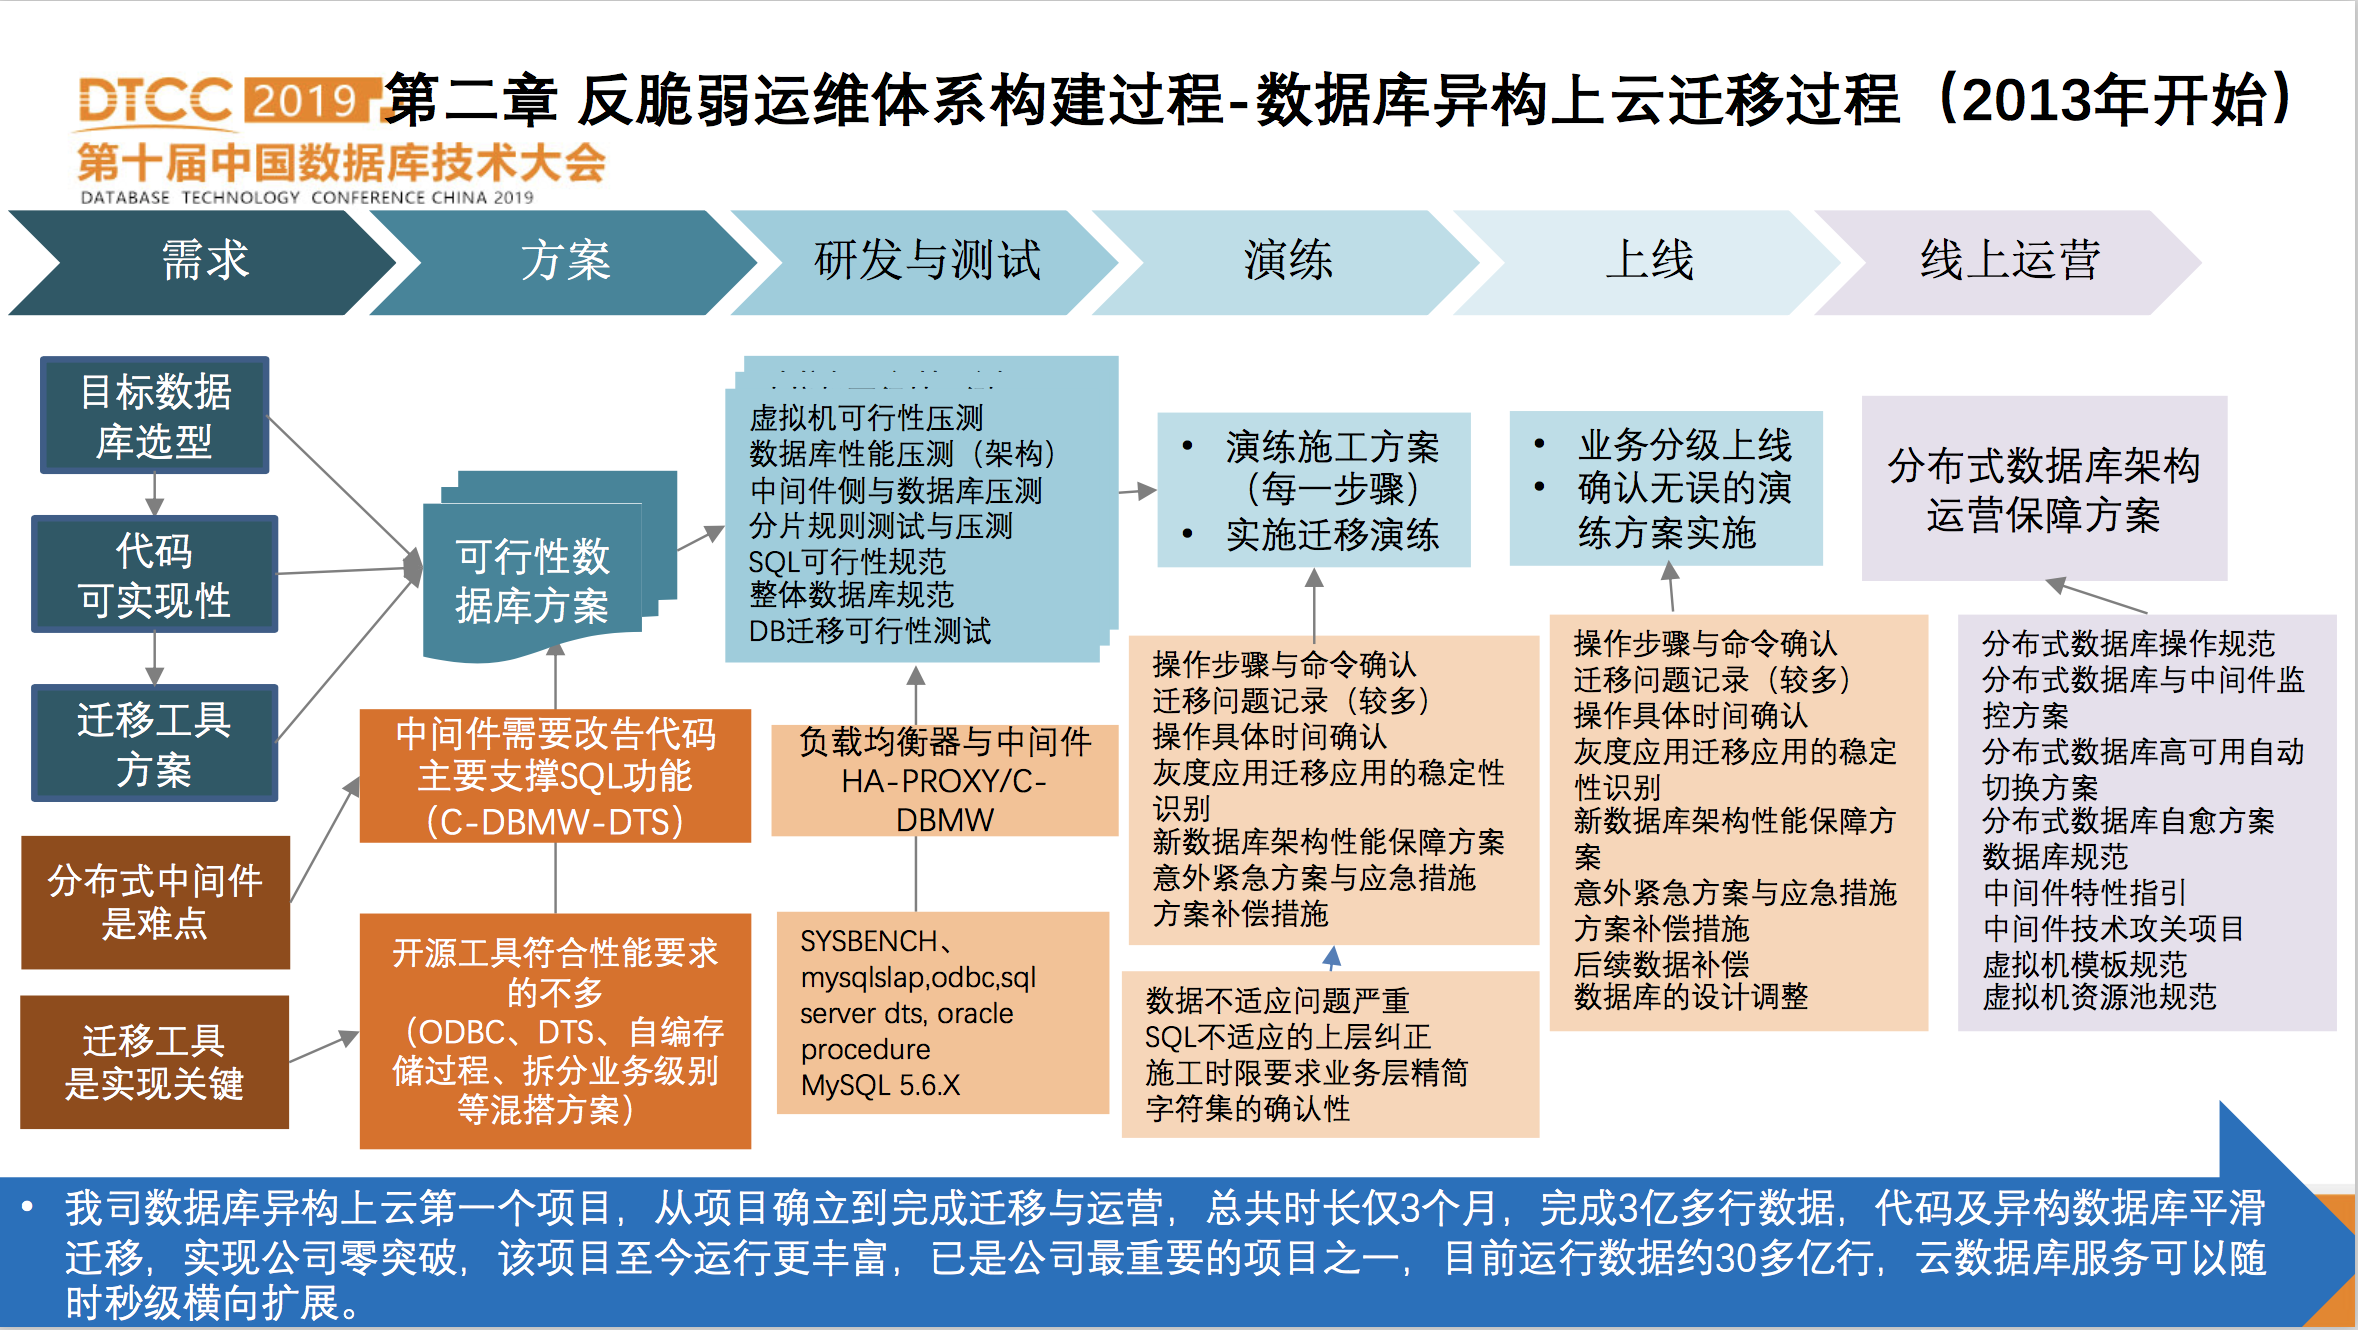 DTCC 2019
第二章 反脆弱运维体系构建过程-数据库异构上云迁移过程（2013年开始）
第十届中国数据库技术大会
DATABASE TECHNOLOGY CONFERENCE CHINA 2019
需求
方案
研发与测试
演练
上线
线上运营
目标数据
库选型
代码
可实现性
迁移工具
方案
分布式中间件
是难点
迁移工具
是实现关键
可行性数
据库方案
中间件需要改告代码
主要支撑SQL功能
（C-DBMW-DTS）
开源工具符合性能要求
的不多
（ODBC、DTS、自编存
储过程、拆分业务级别
等混搭方案）
虚拟机可行性压测
数据库性能压测（架构）
中间件侧与数据库压测
分片规则测试与压测
SQL可行性规范
整体数据库规范
DB迁移可行性测试
负载均衡器与中间件
HA-PROXY/C-
DBMW
SYSBENCH、
mysqlslap,odbc,sql
server dts, oracle
procedure
MySQL 5.6.X
• 演练施工方案
（每一步骤）
• 实施迁移演练
操作步骤与命令确认
迁移问题记录（较多）
操作具体时间确认
灰度应用迁移应用的稳定性
识别
新数据库架构性能保障方案
意外紧急方案与应急措施
方案补偿措施
数据不适应问题严重
SQL不适应的上层纠正
施工时限要求业务层精简
字符集的确认性
• 业务分级上线
• 确认无误的演
练方案实施
操作步骤与命令确认
迁移问题记录（较多）
操作具体时间确认
灰度应用迁移应用的稳定
性识别
新数据库架构性能保障方
案
意外紧急方案与应急措施
方案补偿措施
后续数据补偿
数据库的设计调整
分布式数据库架构
运营保障方案
分布式数据库操作规范
分布式数据库与中间件监
控方案
分布式数据库高可用自动
切换方案
分布式数据库自愈方案
数据库规范
中间件特性指引
中间件技术攻关项目
虚拟机模板规范
虚拟机资源池规范
• 我司数据库异构上云第一个项目，从项目确立到完成迁移与运营，总共时长仅3个月，完成3亿多行数据，代码及异构数据库平滑
迁移，实现公司零突破，该项目至今运行更丰富，已是公司最重要的项目之一，目前运行数据约30多亿行，云数据库服务可以随
时秒级横向扩展。